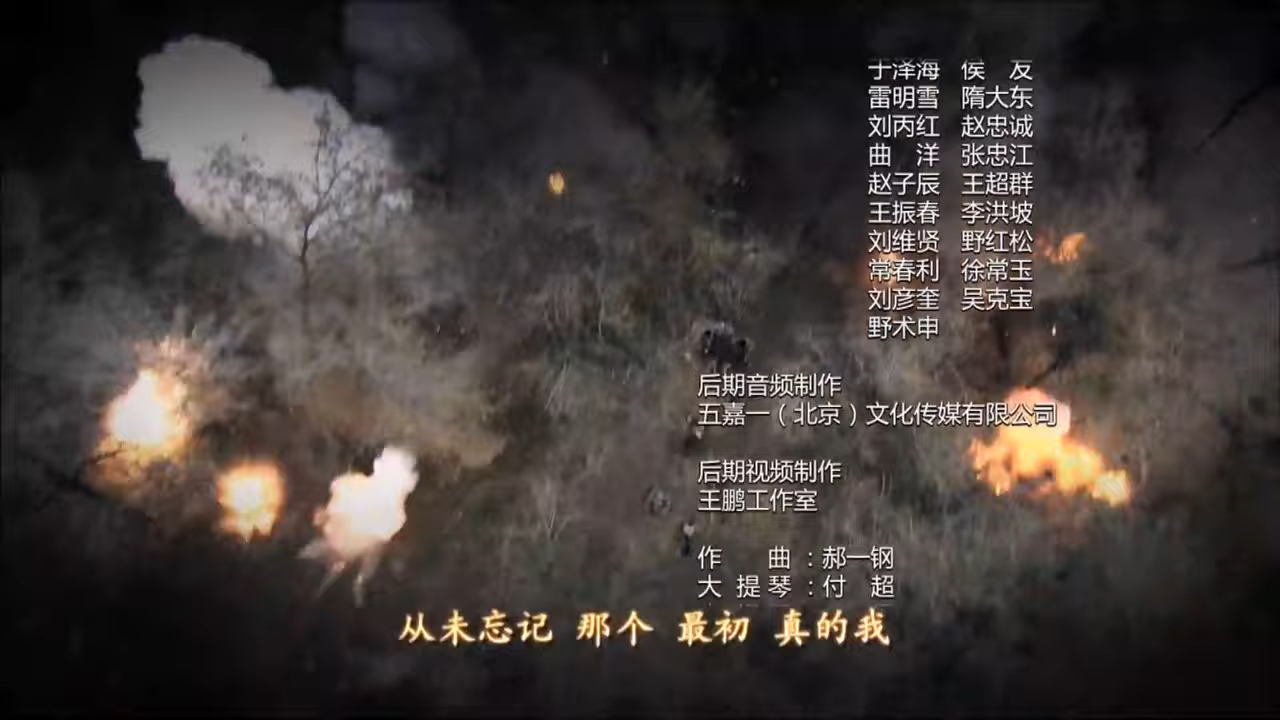 于泽海 侯 友
雷明雪 隋大东
刘丙红 赵忠诚
曲 洋 张忠江
赵子辰 王超群
王振春 李洪坡
刘维贤 野红松
常春利 徐常玉
刘彦奎 吴克宝
野术申
后期音频制作
五嘉一（北京）文化传媒有限公司
后期视频制作
王鹏工作室
作 曲：郝一钢
大 提 琴：付 超
从未忘记 那个 最初 真的我